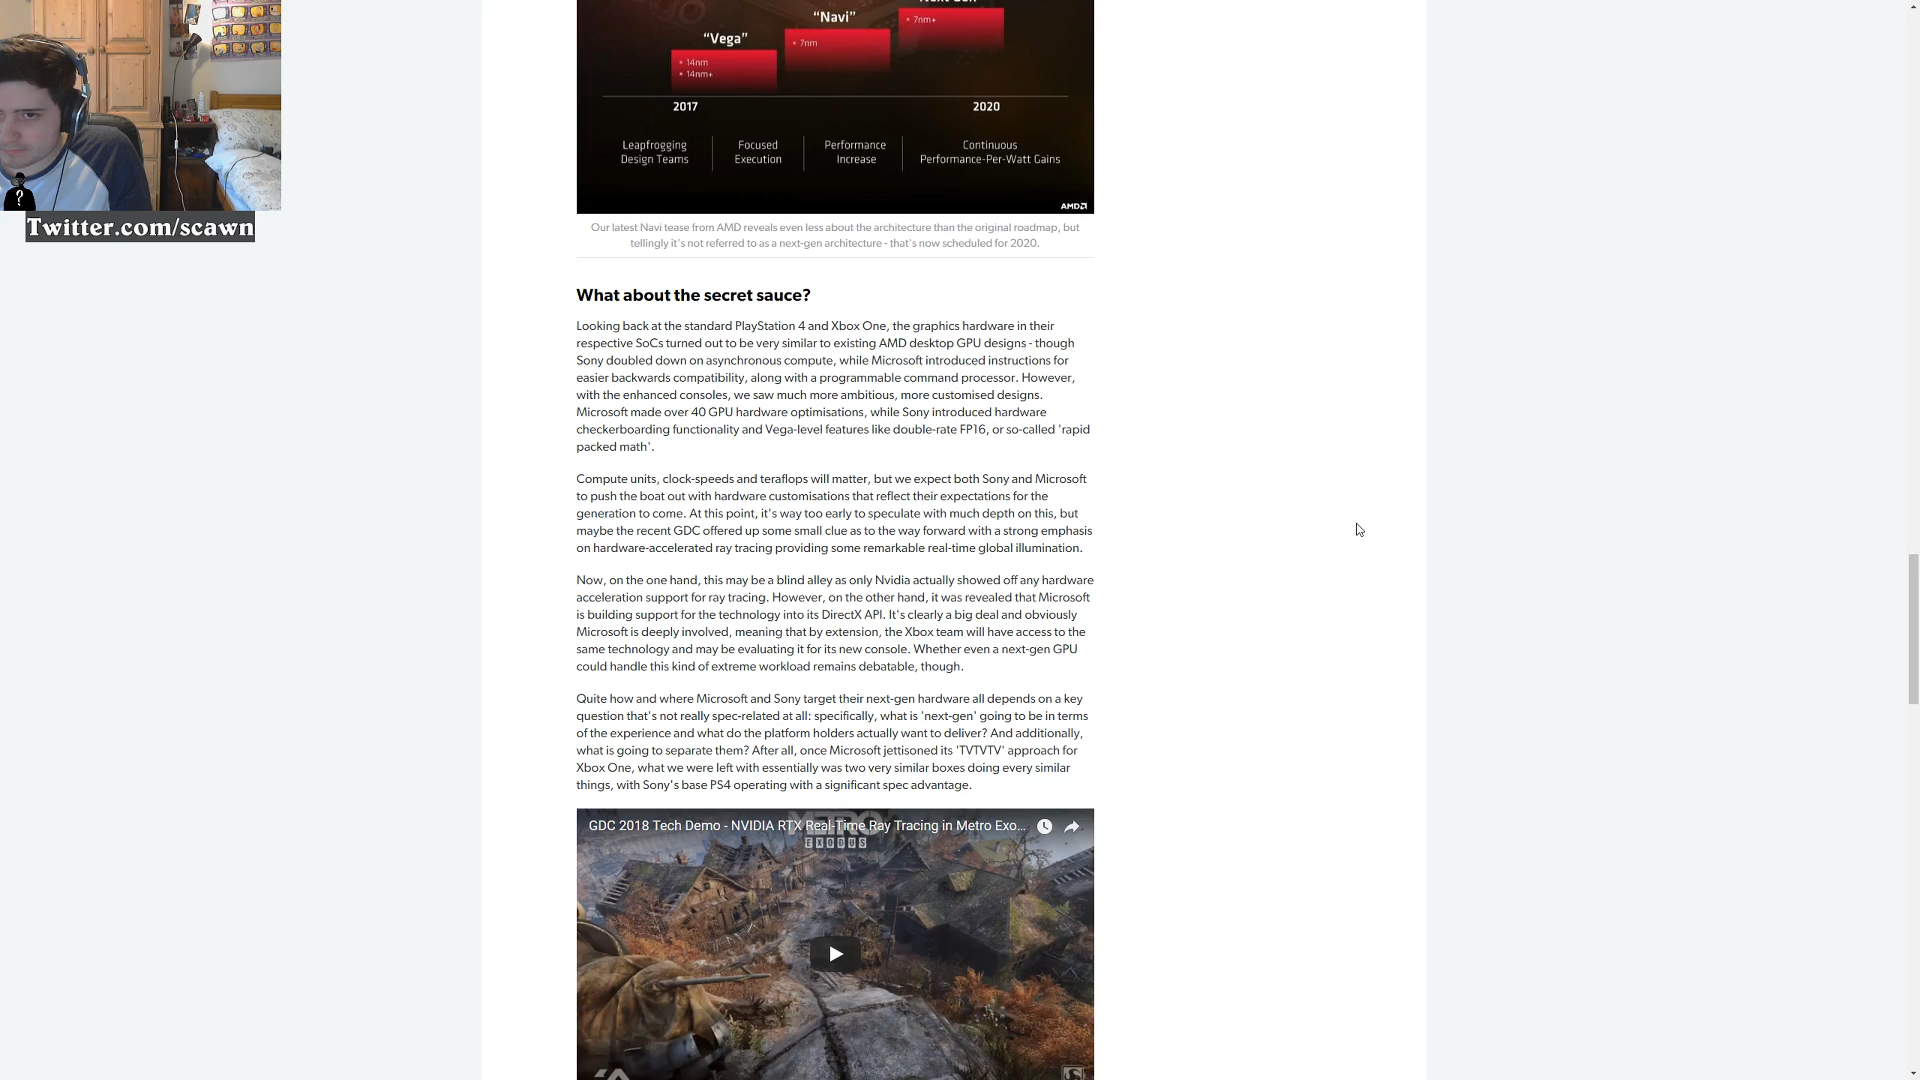 "Navi"
• 7nm+
"Vega"
• 7nm
• 14nm
• 14nm+
2017
2020
Leapfrogging
Design Teams
Focused
Execution
Performance
Increase
Continuous
Performance-Per-Watt Gains
AMD
Twitter.com/scawn
?
Our latest Navi tease from AMD reveals even less about the architecture than the original roadmap, but
tellingly it's not referred to as a next-gen architecture - that's now scheduled for 2020.
What about the secret sauce?
Looking back at the standard PlayStation 4 and Xbox One, the graphics hardware in their
respective SoCs turned out to be very similar to existing AMD desktop GPU designs - though
Sony doubled down on asynchronous compute, while Microsoft introduced instructions for
easier backwards compatibility, along with a programmable command processor. However,
with the enhanced consoles, we saw much more ambitious, more customised designs.
Microsoft made over 40 GPU hardware optimisations, while Sony introduced hardware
checkerboarding functionality and Vega-level features like double-rate FP16, or so-called 'rapid
packed math'.
Compute units, clock-speeds and teraflops will matter, but we expect both Sony and Microsoft
to push the boat out with hardware customisations that reflect their expectations for the
generation to come. At this point, it's way too early to speculate with much depth on this, but
maybe the recent GDC offered up some small clue as to the way forward with a strong emphasis
on hardware-accelerated ray tracing providing some remarkable real-time global illumination.
Now, on the one hand, this may be a blind alley as only Nvidia actually showed off any hardware
acceleration support for ray tracing. However, on the other hand, it was revealed that Microsoft
is building support for the technology into its DirectX API. It's clearly a big deal and obviously
Microsoft is deeply involved, meaning that by extension, the Xbox team will have access to the
same technology and may be evaluating it for its new console. Whether even a next-gen GPU
could handle this kind of extreme workload remains debatable, though.
Quite how and where Microsoft and Sony target their next-gen hardware all depends on a key
question that's not really spec-related at all: specifically, what is 'next-gen' going to be in terms
of the experience and what do the platform holders actually want to deliver? And additionally,
what is going to separate them? After all, once Microsoft jettisoned its 'TVTVTV' approach for
Xbox One, what we were left with essentially was two very similar boxes doing every similar
things, with Sony's base PS4 operating with a significant spec advantage.
GDC 2018 Tech Demo - NVIDIA RTX Real-Time Ray Tracing in Metro Exo...
METRO
EXODUS